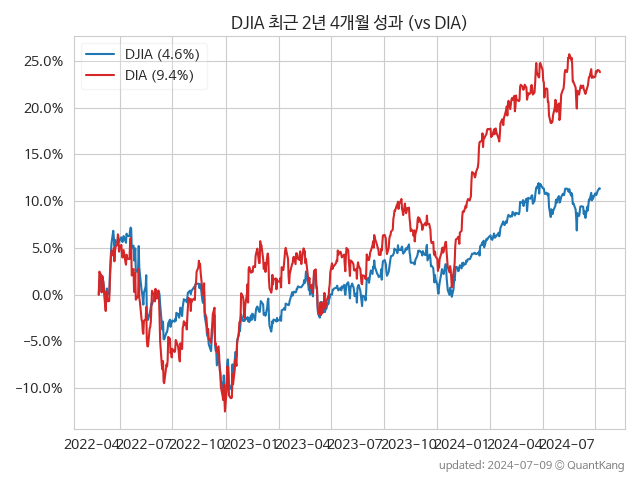 DJIA 최근 2년 4개월 성과 (vs DIA)
DJIA (4.6%)
DIA (9.4%)
25.0%
20.0%
15.0%
10.0%
5.0%
0.0%
−5.0%
−10.0%
2022-04 2022-07 2022-10 2023-01 2023-04 2023-07 2023-10 2024-01 2024-04 2024-07
updated: 2024-07-09 © QuantKang